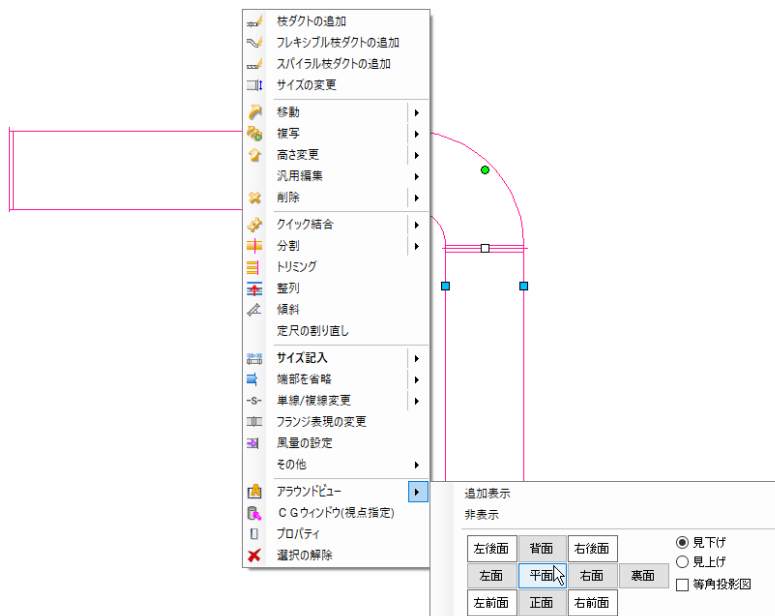 枝ダクトの追加
フレキシブル枝ダクトの追加
スパイラル枝ダクトの追加
サイズの変更
移動
複写
高さ変更
汎用編集
削除
クイック結合
分割
トリミング
整列
傾斜
定尺の割り直し
サイズ記入
端部を省略
-S- 単線/複線変更
フランジ表現の変更
風量の設定
その他
アラウンドビュー
ＣＧウィンドウ(視点指定)
プロパティ
選択の解除
追加表示
非表示
左後面 背面 右後面
左面 平面 右面 裏面
左前面 正面 右前面
見下げ
見上げ
等角投影図